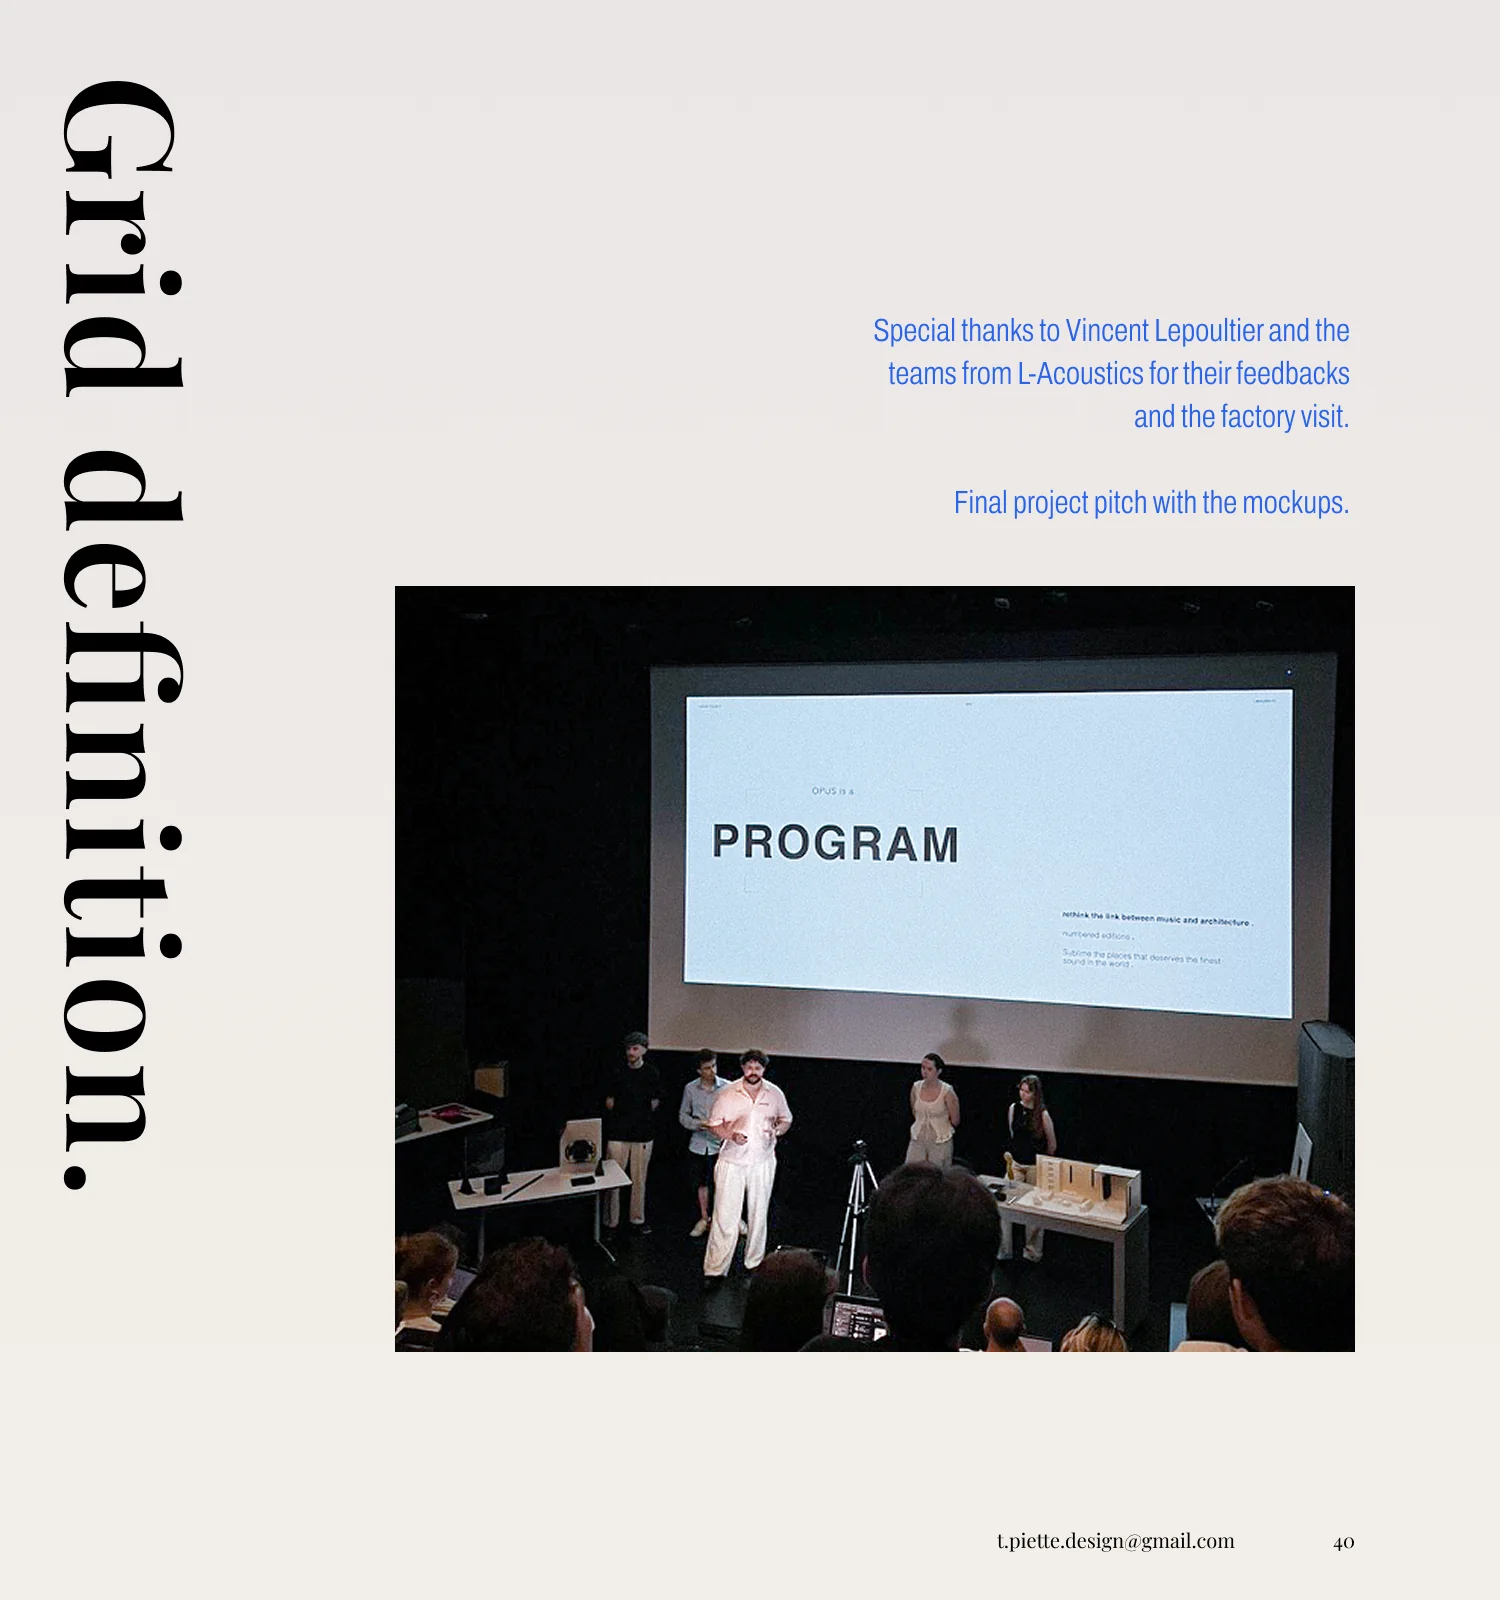 Grid definition.
Special thanks to Vincent Lepoultier and the
teams from L-Acoustics for their feedbacks
and the factory visit.
Final project pitch with the mockups.
OPUS is a
PROGRAM
rethink the link between music and architecture .
numbered editions .
Sublime the places that deserves the finest
sound in the world .
t.piette.design@gmail.com
40